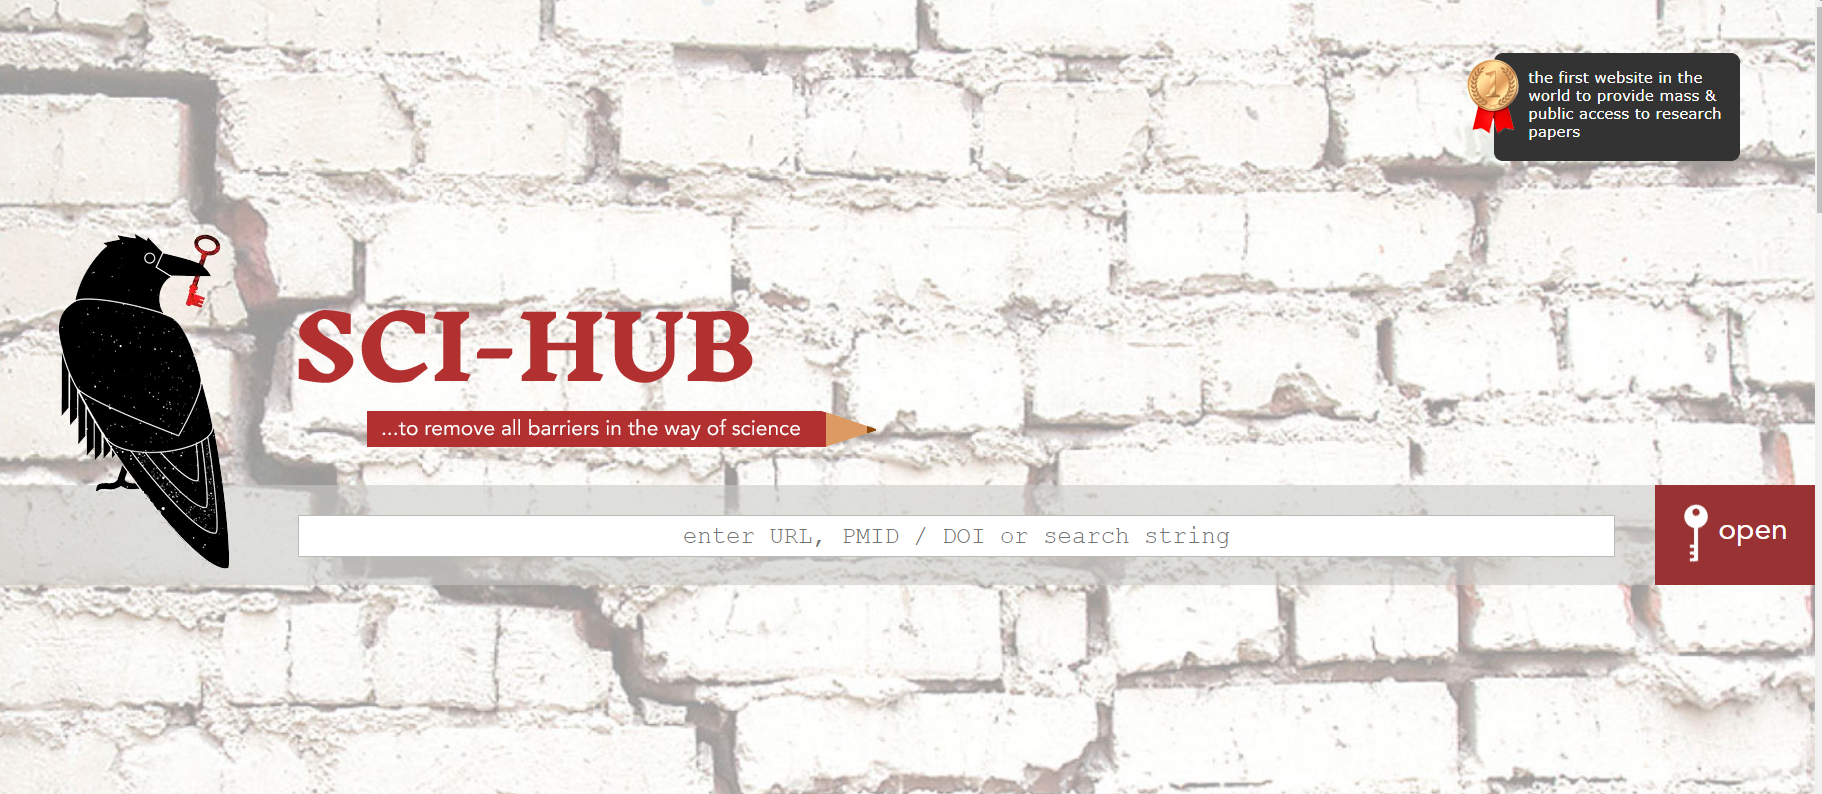 the first website in the
world to provide mass &
public access to research
papers
SCI-HUB
...to remove all barriers in the way of science
enter URL, PMID / DOI or search string
open